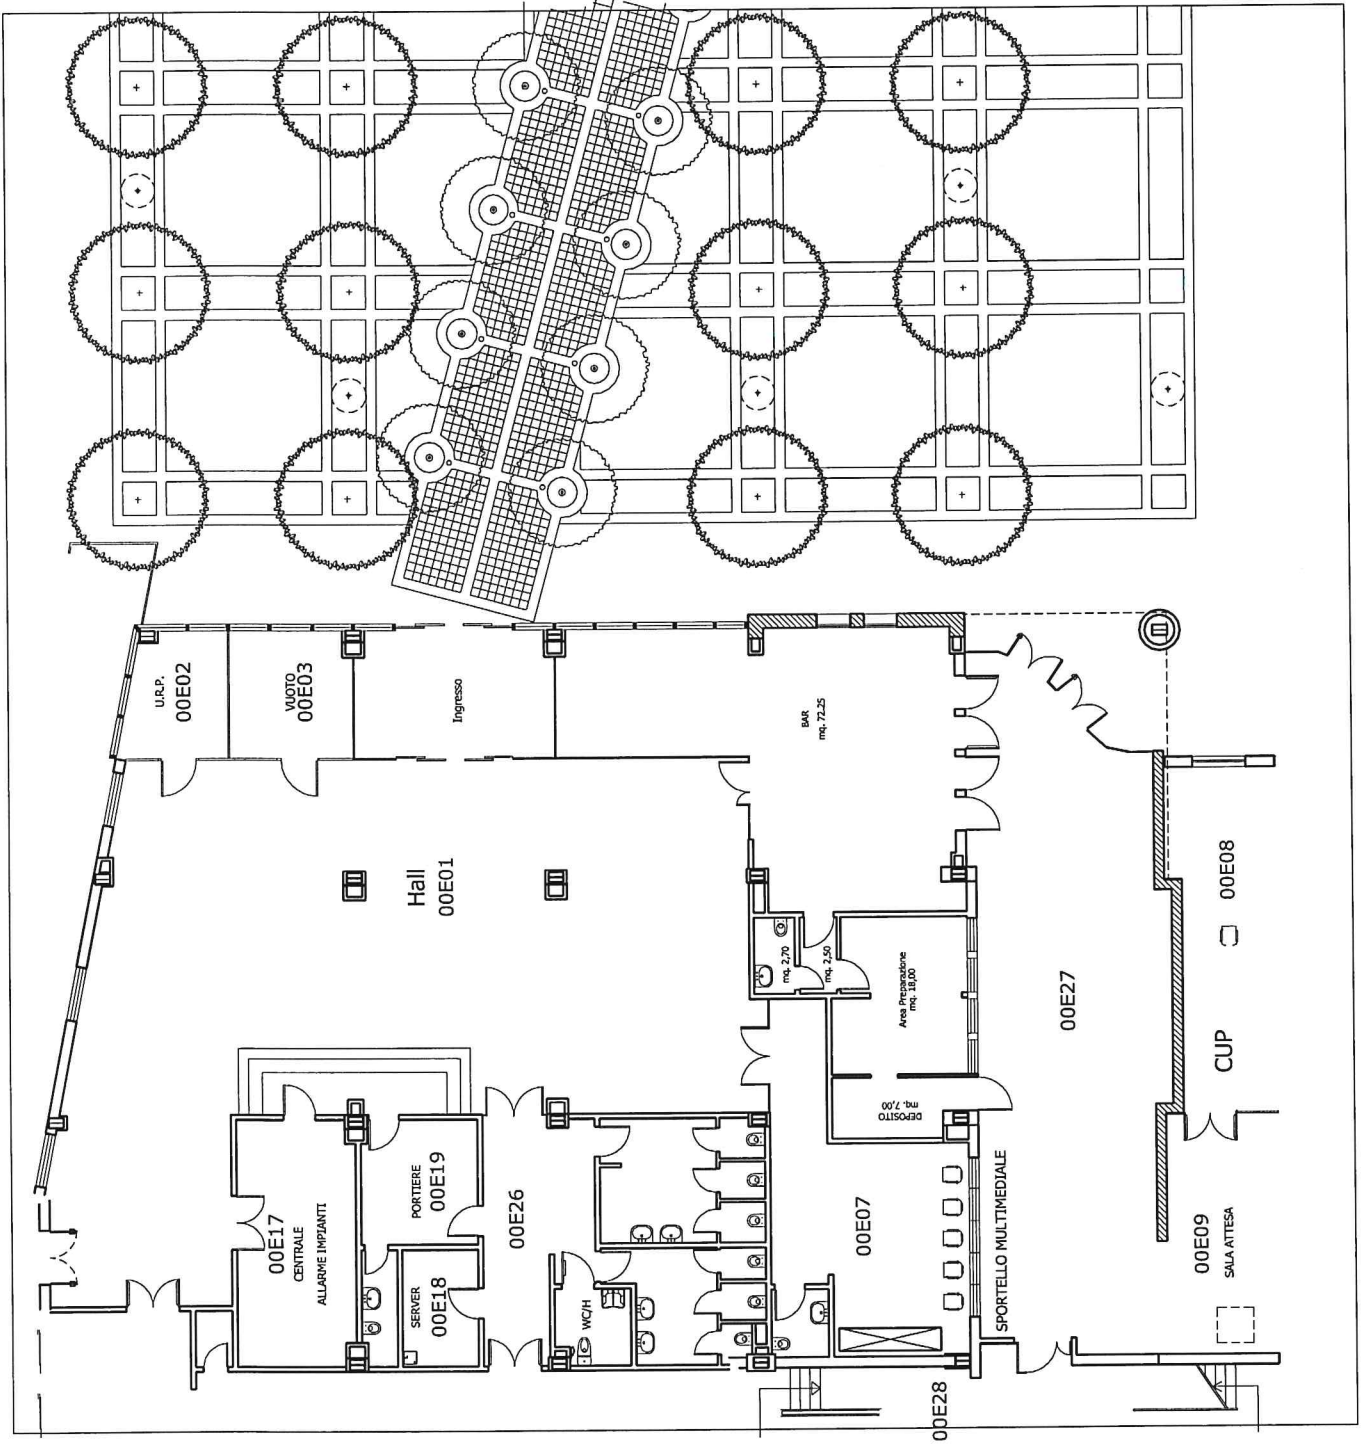 U.R.P.
00E02
VUOTO
00E03
Ingresso
BAR
mq. 72.25
Hall
00E01
00E08
mq. 2,70
mq. 2,50
Area Preparazione
mq. 18,00
00E27
CUP
DEPOSITO
mq. 7,00
00E17
CENTRALE
ALLARME IMPIANTI
PORTIERE
00E19
SERVER
00E18
00E26
WC/H
00E07
SPORTELLO MULTIMEDIALE
00E09
SALA ATTESA
00E28